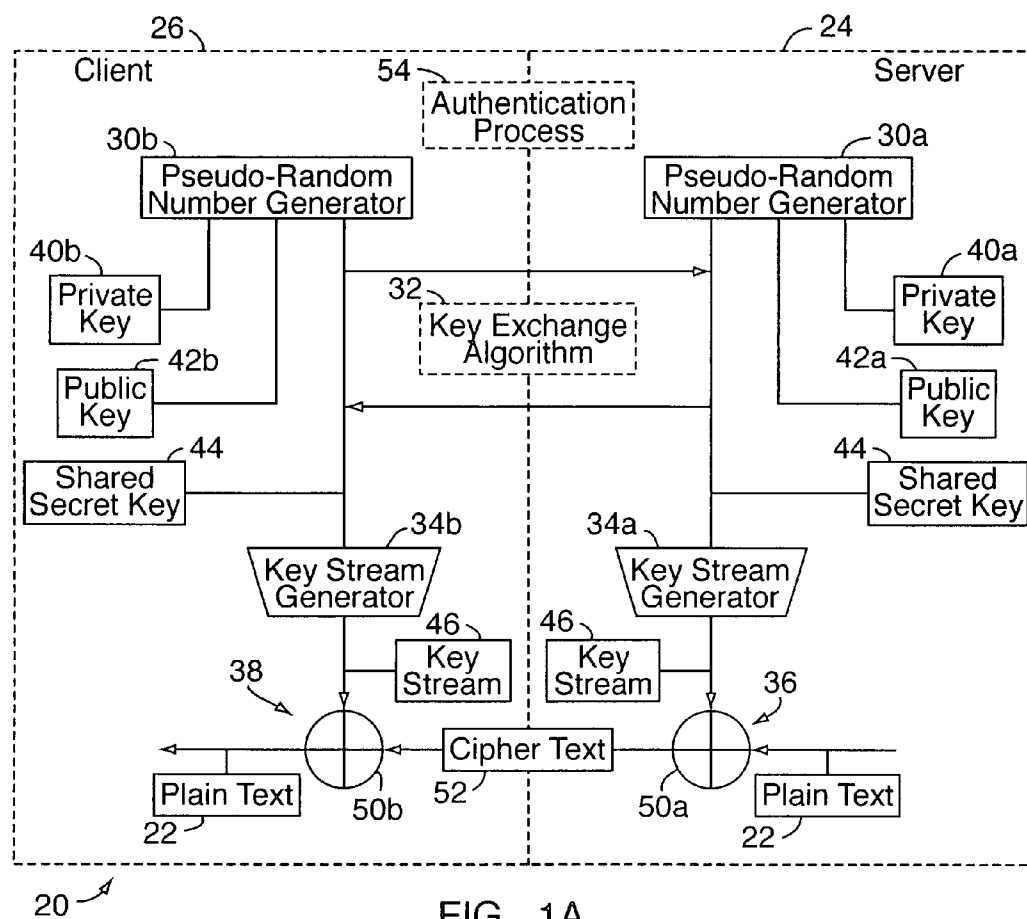 26
24
Client
54
Server
Authentication
Process
30b
30a
Pseudo-Random
Number Generator
Pseudo-Random
Number Generator
40b
40a
Private
Key
32
Private
Key
Key Exchange
Algorithm
42b
42a
Public
Key
Public
Key
44
44
Shared
Secret Key
Shared
Secret Key
34b
34a
Key Stream
Generator
Key Stream
Generator
46
46
Key
Stream
Key
Stream
38
36
Cipher Text
Plain Text
52
Plain Text
22
50b
50a
22
20
FIG. 1A